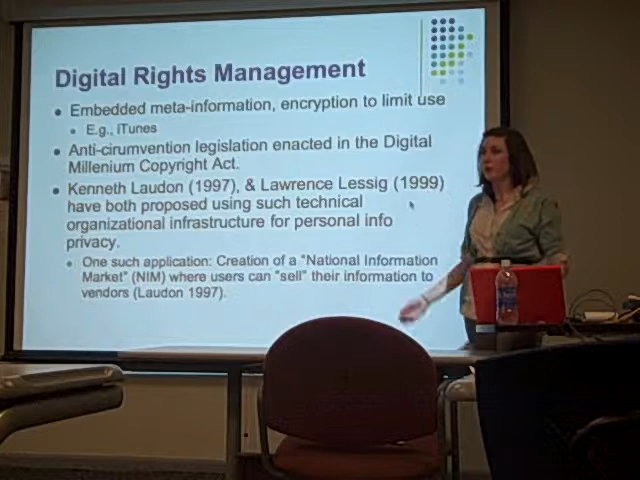 Digital Rights Management
Embedded meta-information, encryption to limit use
E.g., iTunes
Anti-cirumvention legislation enacted in the Digital
Millenium Copyright Act.
Kenneth Laudon (1997), & Lawrence Lessig (1999)
have both proposed using such technical
organizational infrastructure for personal info
privacy.
One such application: Creation of a "National Information
Market" (NIM) where users can "sell" their information to
vendors (Laudon 1997).